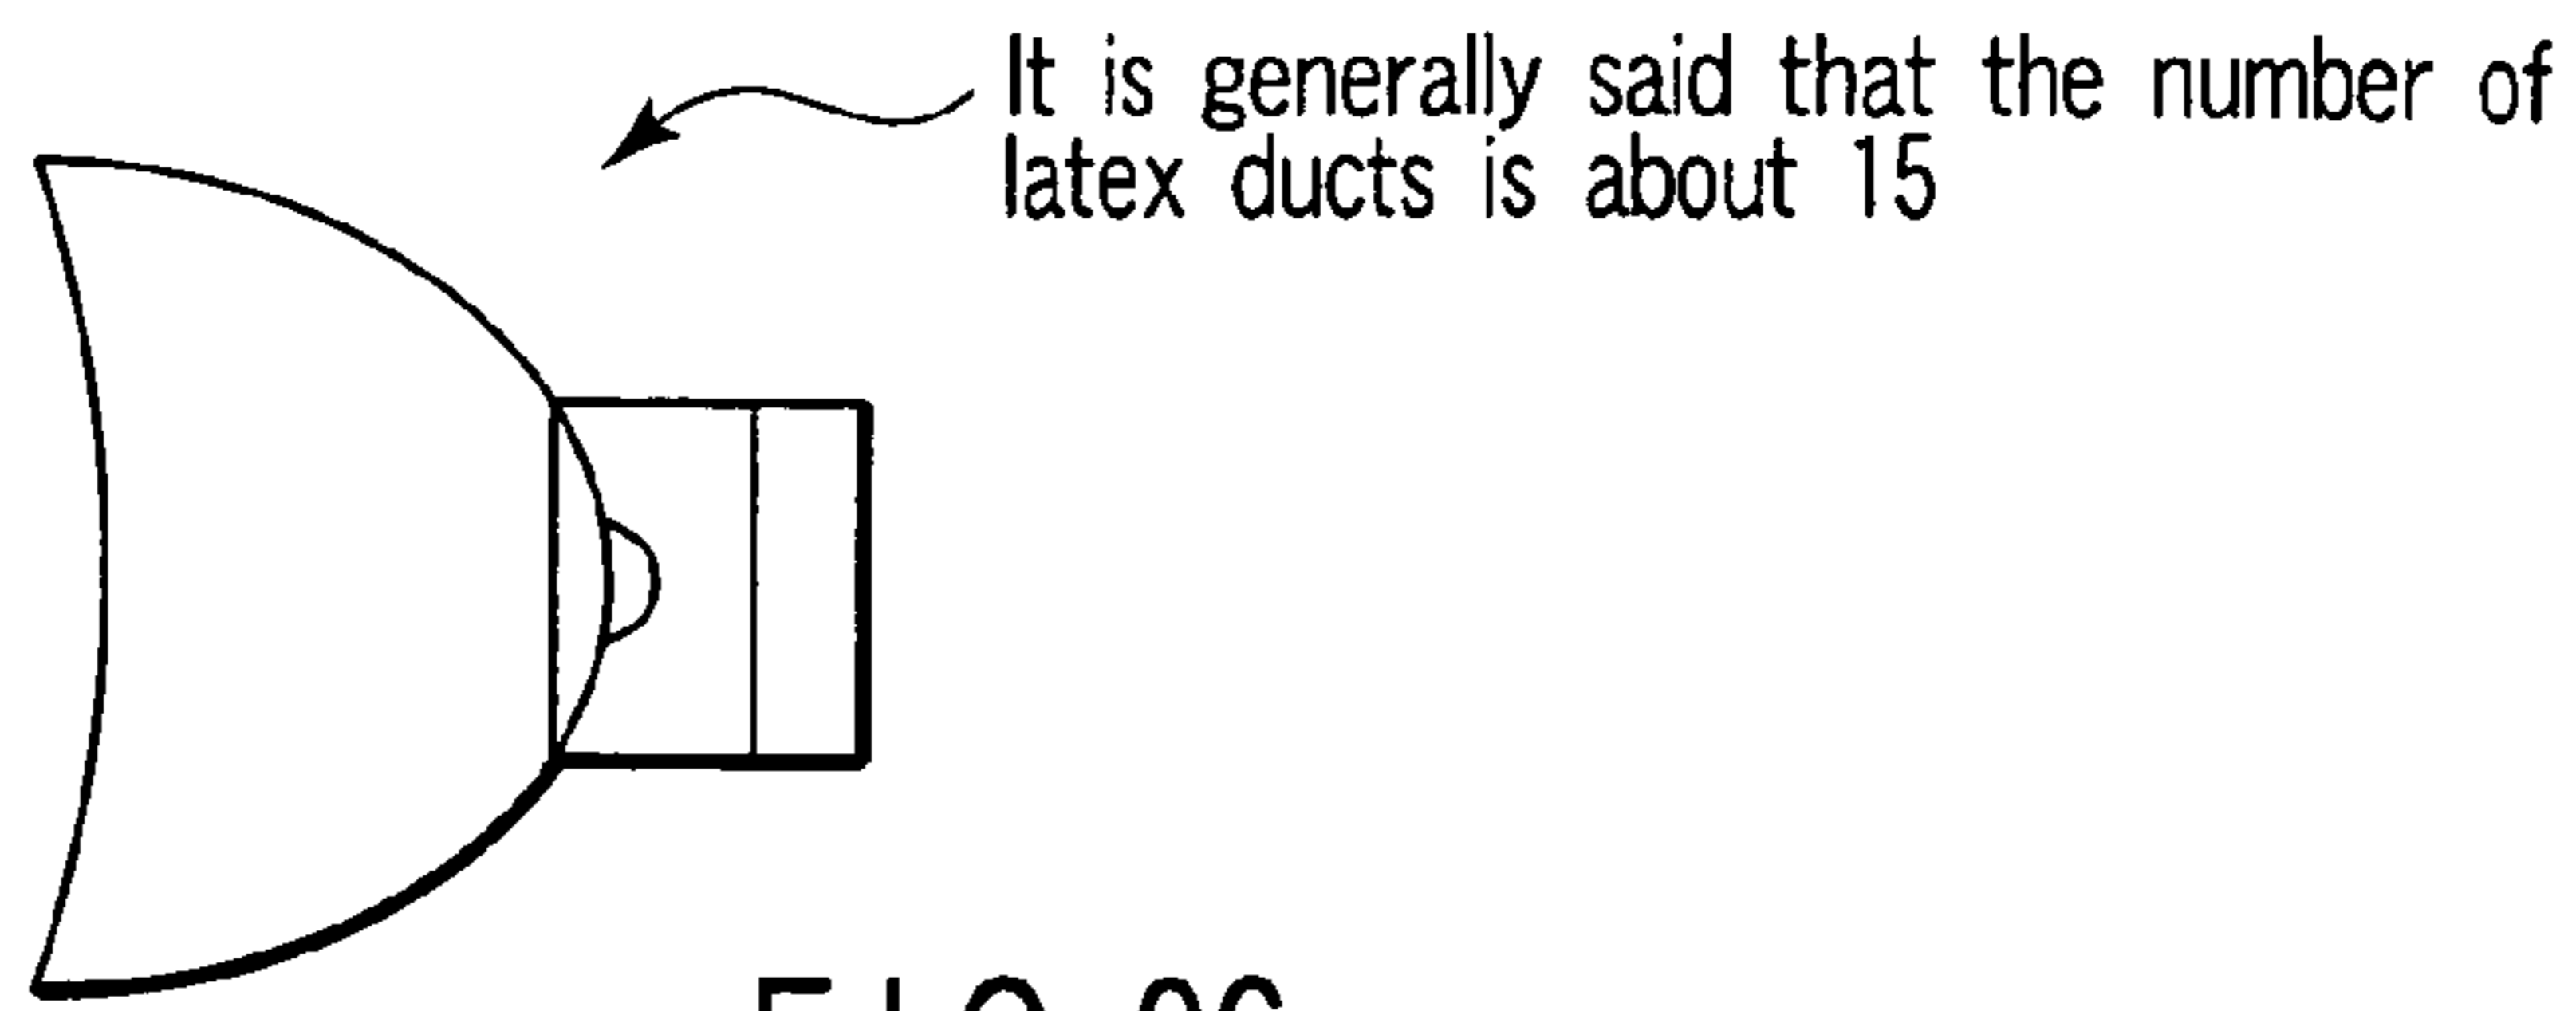 It is generally said that the number of
latex ducts is about 15